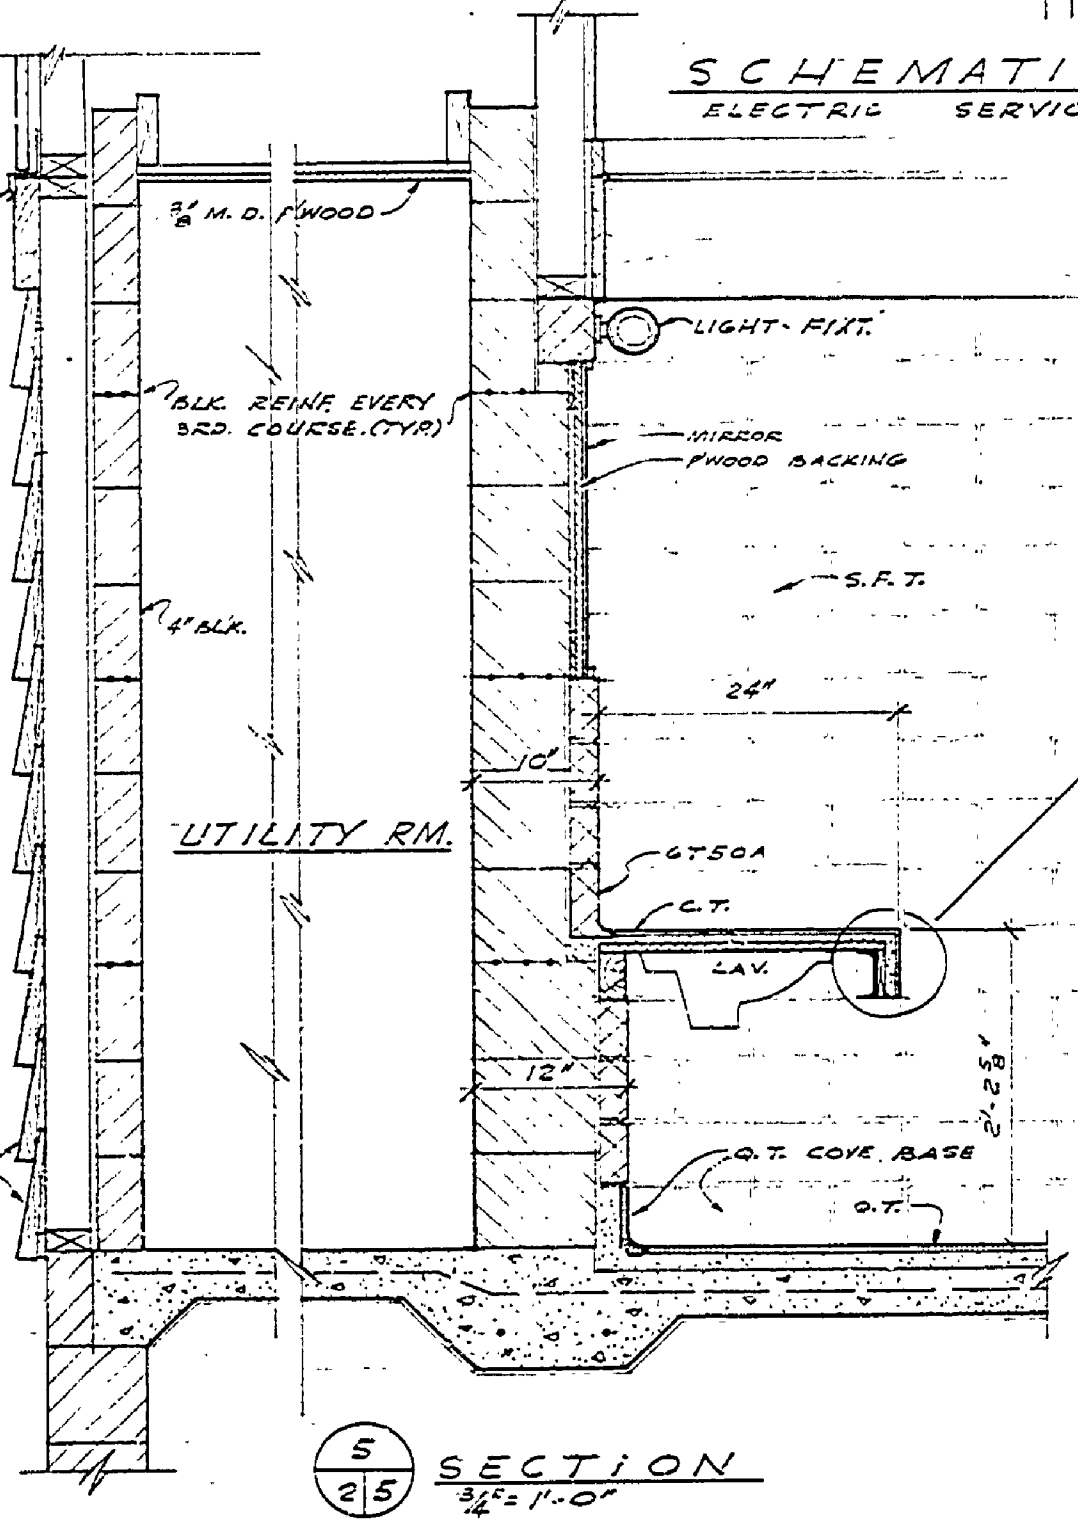 SCHEMATI
ELECTRIC SERVIC
3/8" M.D. P'WOOD
LIGHT-FIXT.
BLK. REINF. EVERY
3RD. COURSE.(TYP.)
MIRROR
P'WOOD BACKING
S.F.T.
4" BLK.
24"
10"
UTILITY RM.
6T50A
C.T.
LAV.
12"
2'-2 5/8"
Q.T. COVE BASE
Q.T.
5
2 5
SECTION
3/4" = 1'-0"